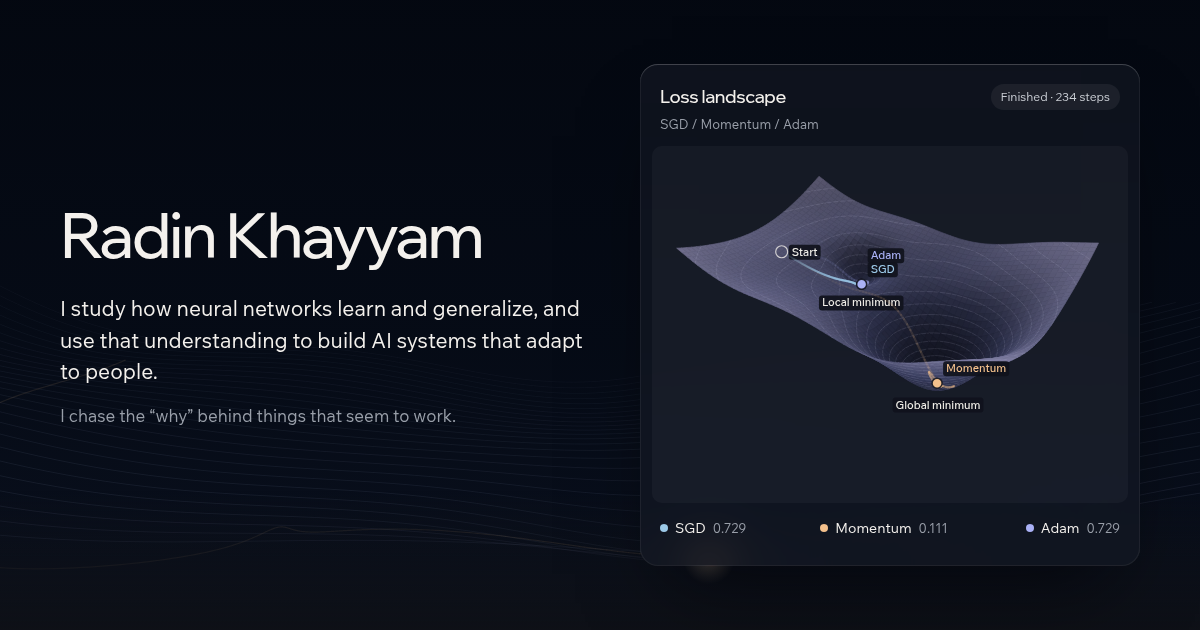 Radin Khayyam
I study how neural networks learn and generalize, and
use that understanding to build AI systems that adapt
to people.
I chase the “why” behind things that seem to work.
Loss landscape
Finished · 234 steps
SGD / Momentum / Adam
Start
Adam
SGD
Local minimum
Momentum
Global minimum
SGD 0.729
Momentum 0.111
Adam 0.729